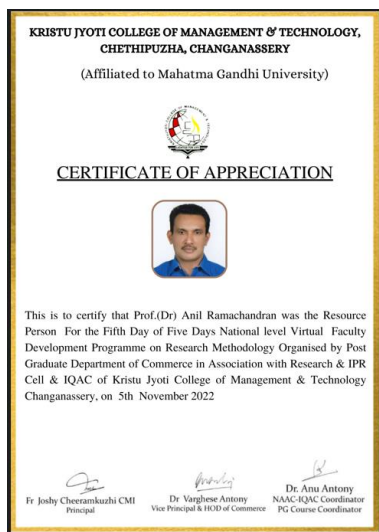 KRISTU JYOTI COLLEGE OF MANAGEMENT & TECHNOLOGY,
CHETHIPUZHA, CHANGANASSERY
(Affiliated to Mahatma Gandhi University)
CERTIFICATE OF APPRECIATION
This is to certify that Prof.(Dr) Anil Ramachandran was the Resource
Person For the Fifth Day of Five Days National level Virtual Faculty
Development Programme on Research Methodology Organised by Post
Graduate Department of Commerce in Association with Research & IPR
Cell & IQAC of Kristu Jyoti College of Management & Technology
Changanassery, on 5th November 2022
Fr Joshy Cheeramkuzhi CMI
Principal
Dr Varghese Antony
Vice Principal & HOD of Commerce
Dr. Anu Antony
NAAC-IQAC Coordinator
PG Course Coordinator